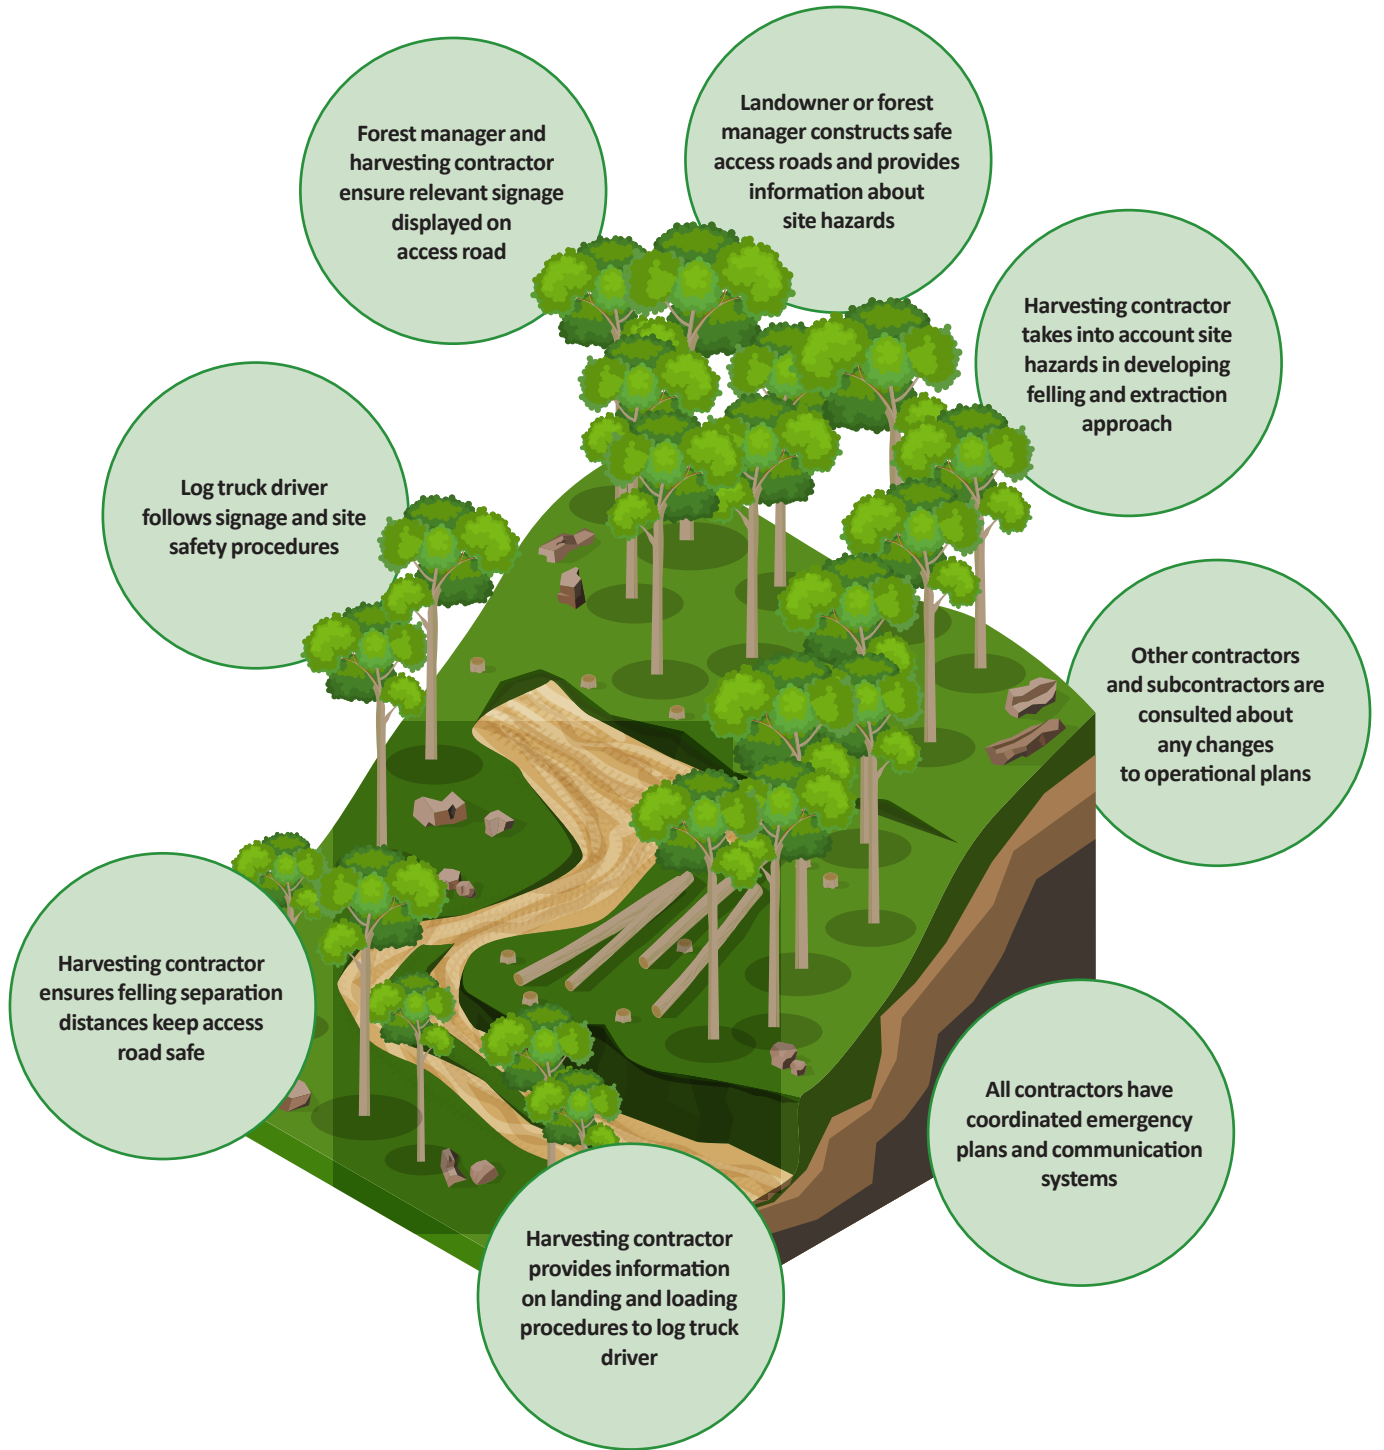 Forest manager and
harvesting contractor
ensure relevant signage
displayed on
access road
Landowner or forest
manager constructs safe
access roads and provides
information about
site hazards
Harvesting contractor
takes into account site
hazards in developing
felling and extraction
approach
Log truck driver
follows signage and site
safety procedures
Other contractors
and subcontractors are
consulted about
any changes
to operational plans
Harvesting contractor
ensures felling separation
distances keep access
road safe
All contractors have
coordinated emergency
plans and communication
systems
Harvesting contractor
provides information
on landing and loading
procedures to log truck
driver